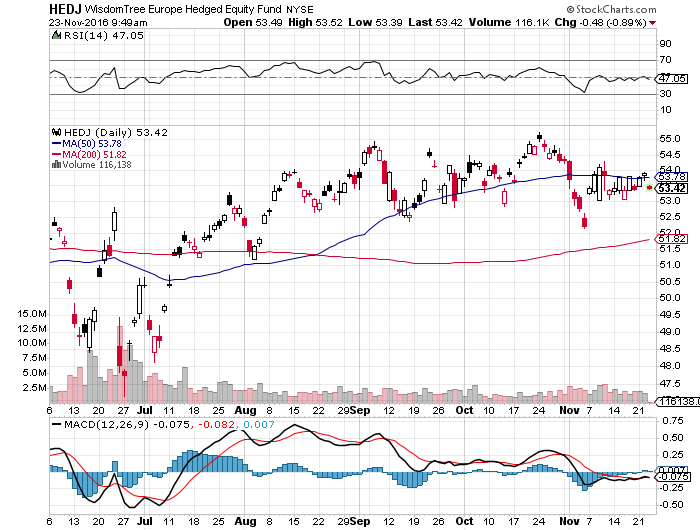 HEDJ WisdomTree Europe Hedged Equity Fund NYSE © StockCharts.com
23-Nov-2016 9:49am Open 53.49 High 53.52 Low 53.39 Last 53.42 Volume 116.1K Chg -0.48 (-0.89%)
RSI(14) 47.05
90
70
47.05
30
10
HEDJ (Daily) 53.42
MA(50) 53.78
MA(200) 51.82
Volume 116,138
55.0
54.5
54.0
53.78
53.42
53.0
52.5
52.0
51.82
51.5
51.0
50.5
50.0
49.5
49.0
48.5
48.0
47.5
116138.0
15.0M
12.5M
10.0M
7.5M
5.0M
2.5M
6 13 20 27 Jul 11 18 25 Aug 8 15 22 29 Sep 12 19 26 Oct 10 17 24 Nov 7 14 21
MACD(12,26,9) -0.075, -0.082, 0.007
0.75
0.50
0.25
0.007
-0.075
-0.25
-0.50
6 13 20 27 Jul 11 18 25 Aug 8 15 22 29 Sep 12 19 26 Oct 10 17 24 Nov 7 14 21